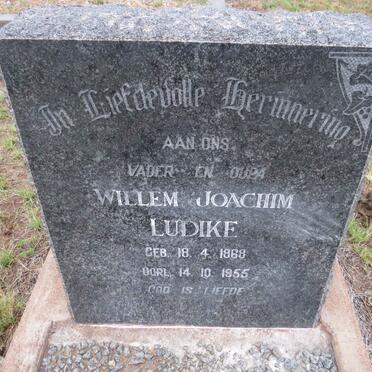 In Liefdevolle Herinnering
AAN ONS
VADER EN OUPA
WILLEM JOACHIM
LUDIKE
GEB. 18. 4. 1868
OORL. 14. 10. 1955
GOD IS LIEFDE